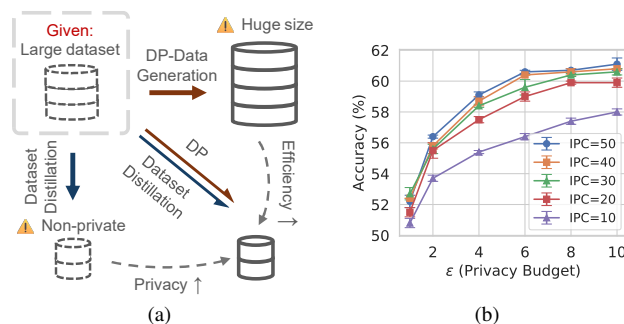 Given:
Large dataset
DP-Data
Generation
Huge size
Dataset
Distillation
DP
Dataset
Distillation
Efficiency ↑
Non-private
Privacy ↑
(a)
Accuracy (%)
62
60
58
56
54
52
50
2
4
6
8
10
ε (Privacy Budget)
IPC=50
IPC=40
IPC=30
IPC=20
IPC=10
(b)